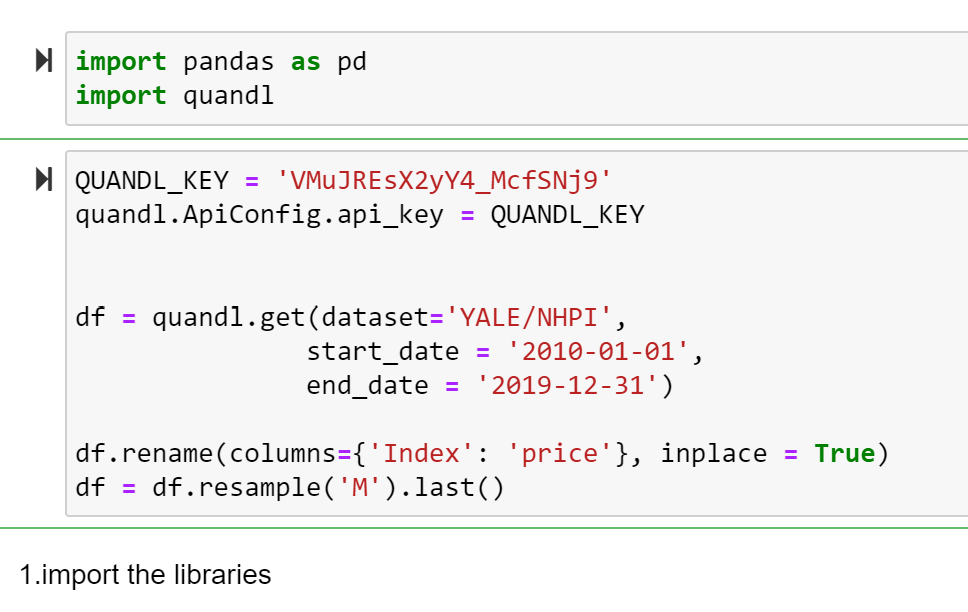 import pandas as pd
import quandl
QUANDL_KEY = 'VMuJREsX2yY4_McfSNj9'
quandl.ApiConfig.api_key = QUANDL_KEY
df = quandl.get(dataset='YALE/NHPI',
start_date = '2010-01-01',
end_date = '2019-12-31')
df.rename(columns={'Index': 'price'}, inplace = True)
df = df.resample('M').last()
1.import the libraries